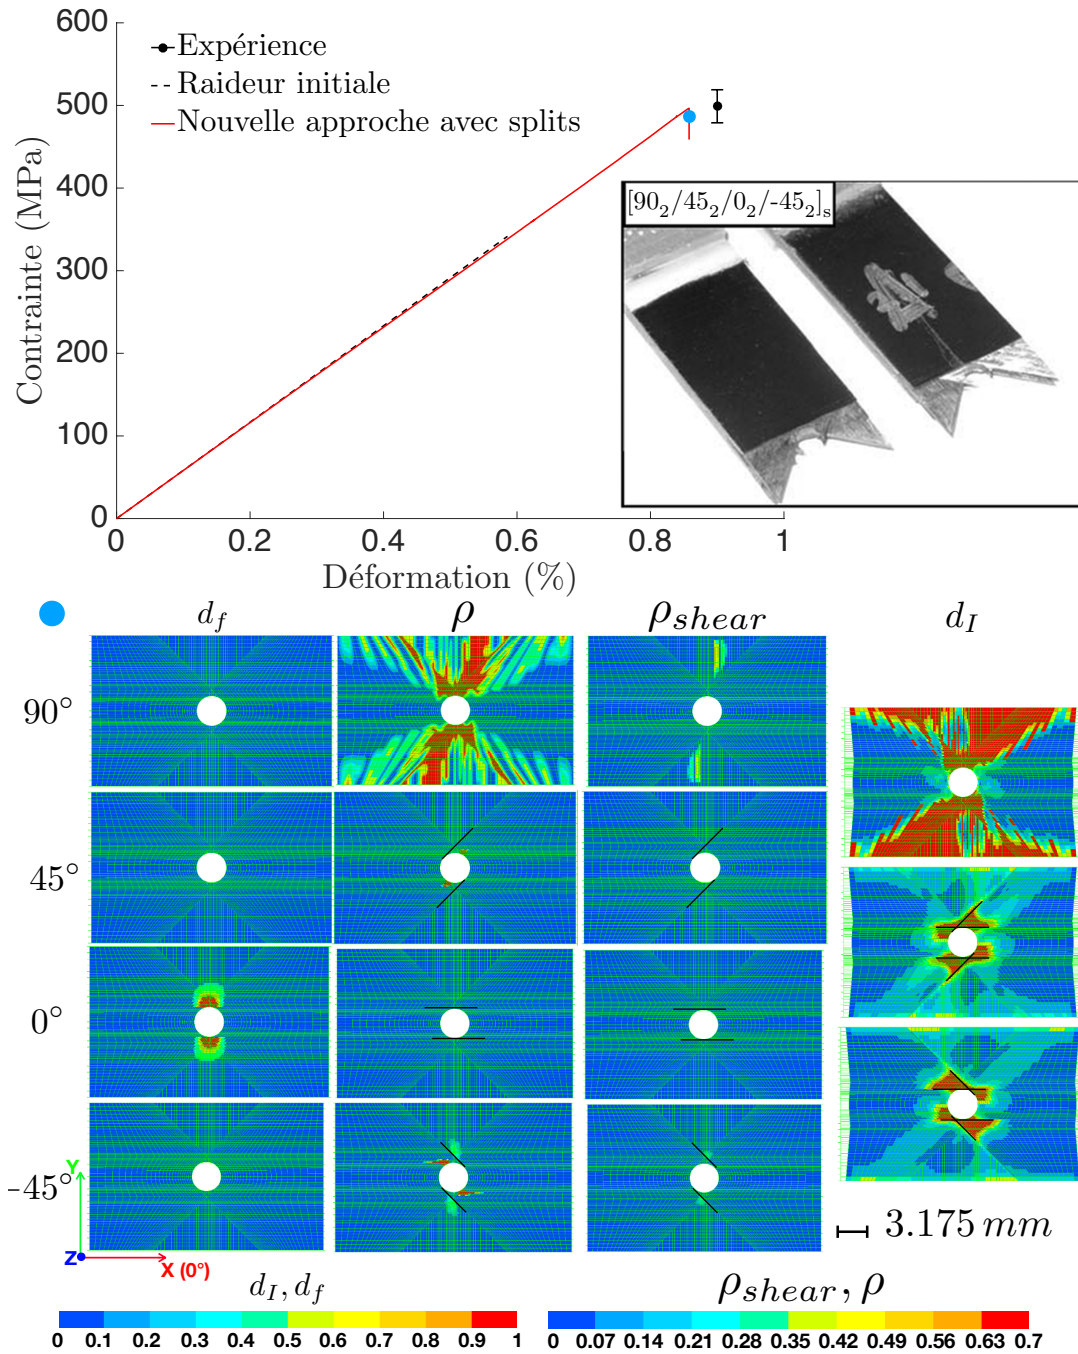 600
500
400
300
200
100
0
Contrainte (MPa)
Expérience
Raideur initiale
Nouvelle approche avec splits
[90₂/45₂/0₂/-45₂]ₛ
0 0.2 0.4 0.6 0.8 1
Déformation (%)
d_f ρ ρ_shear d_I
90°
45°
0°
-45°
Y
Z
X (0°)
3.175 mm
d_I, d_f
0 0.1 0.2 0.3 0.4 0.5 0.6 0.7 0.8 0.9 1
ρ_shear, ρ
0 0.07 0.14 0.21 0.28 0.35 0.42 0.49 0.56 0.63 0.7